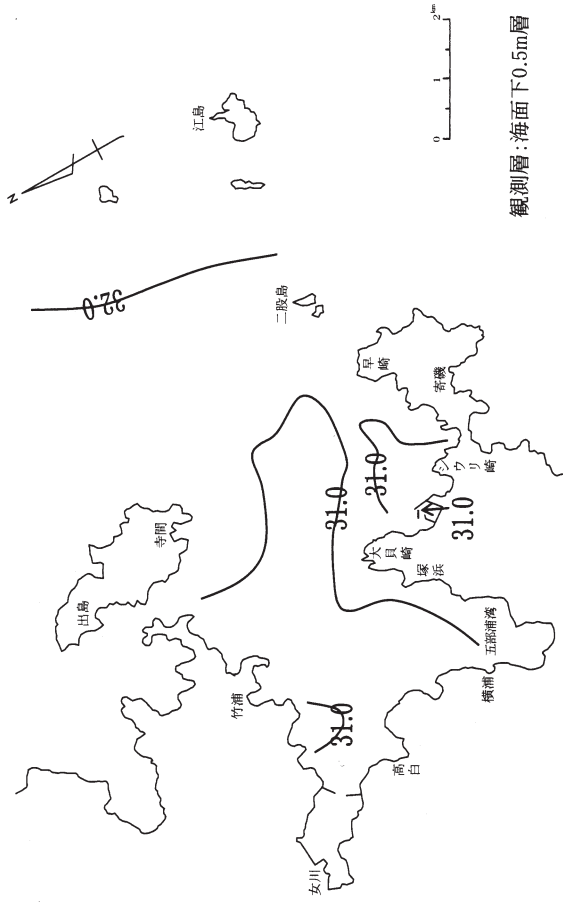 N
江島
32.0
二股島
早崎
寄磯
31.0
シウリ崎
31.0
31.0
大貝崎
塚浜
寺間
出島
五部浦湾
横浦
竹浦
31.0
高白
女川
0 1 2km
観測層:海面下0.5m層